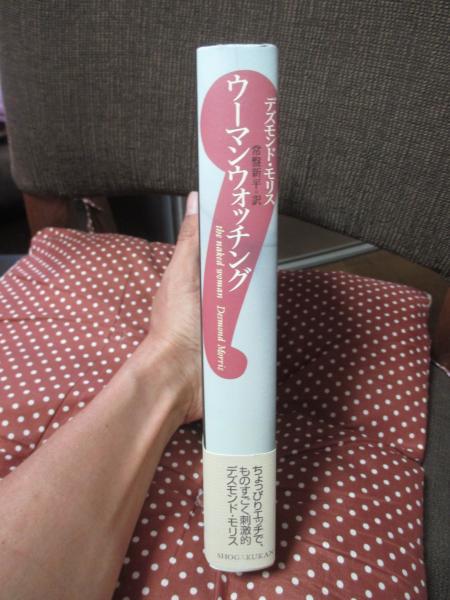 デズモンド・モリス
常盤新平・訳
ウーマンウォッチング
the naked woman Desmond Morris
ちょっぴりエッチで、
ものすごく刺激的
デズモンド・モリス
SHOGAKUKAN